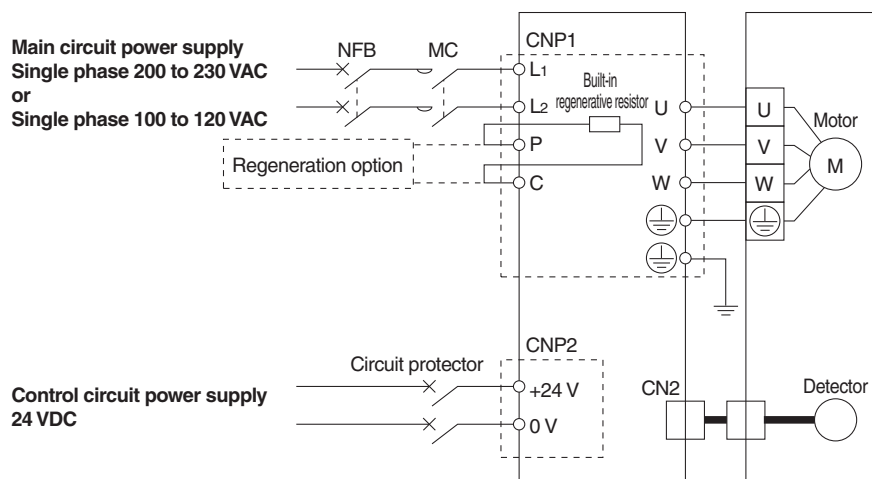 Main circuit power supply
Single phase 200 to 230 VAC
or
Single phase 100 to 120 VAC
NFB
MC
CNP1
L1
L2
P
C
Built-in
regenerative resistor
Regeneration option
U
V
W
U
V
W
Motor
M
CNP2
Circuit protector
+24 V
0 V
Control circuit power supply
24 VDC
CN2
Detector